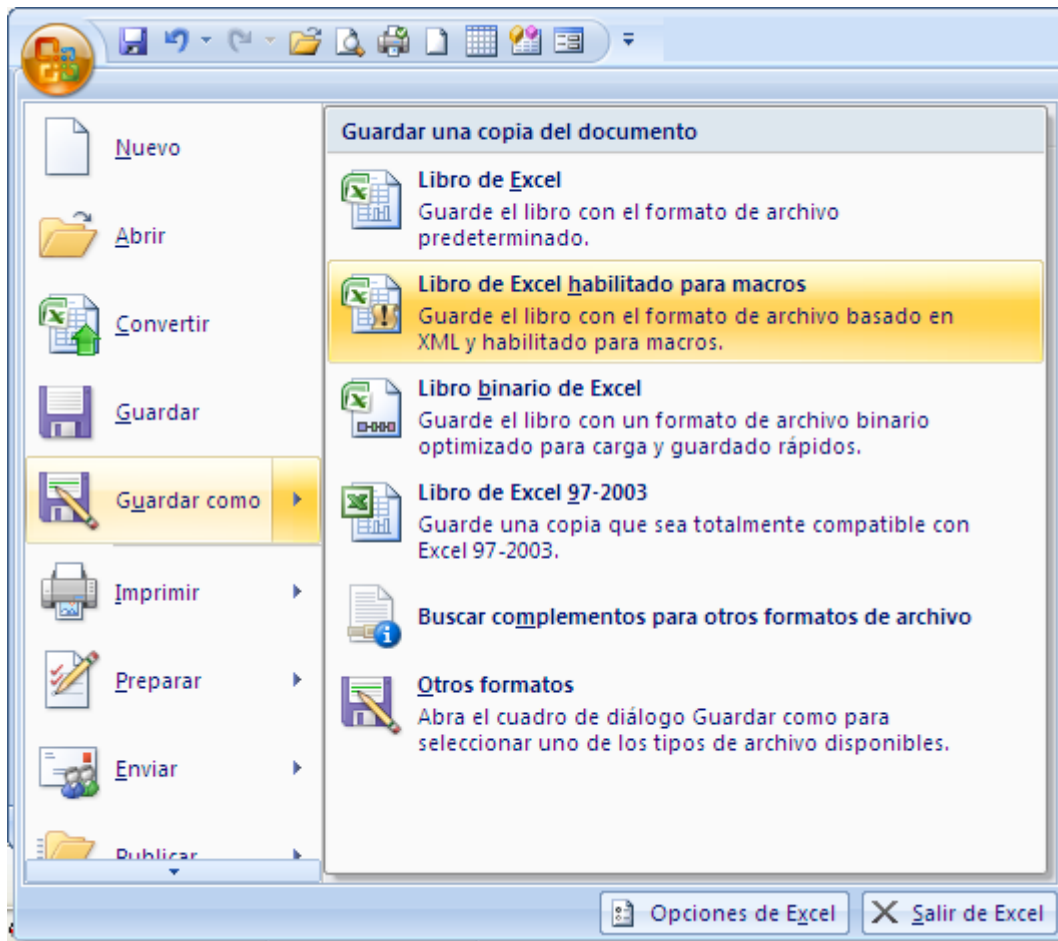 Nuevo
Abrir
Convertir
Guardar
Guardar como
Imprimir
Preparar
Enviar
Publicar
Guardar una copia del documento
Libro de Excel
Guarde el libro con el formato de archivo
predeterminado.
Libro de Excel habilitado para macros
Guarde el libro con el formato de archivo basado en
XML y habilitado para macros.
Libro binario de Excel
Guarde el libro con un formato de archivo binario
optimizado para carga y guardado rápidos.
Libro de Excel 97-2003
Guarde una copia que sea totalmente compatible con
Excel 97-2003.
Buscar complementos para otros formatos de archivo
Otros formatos
Abra el cuadro de diálogo Guardar como para
seleccionar uno de los tipos de archivo disponibles.
Opciones de Excel
Salir de Excel